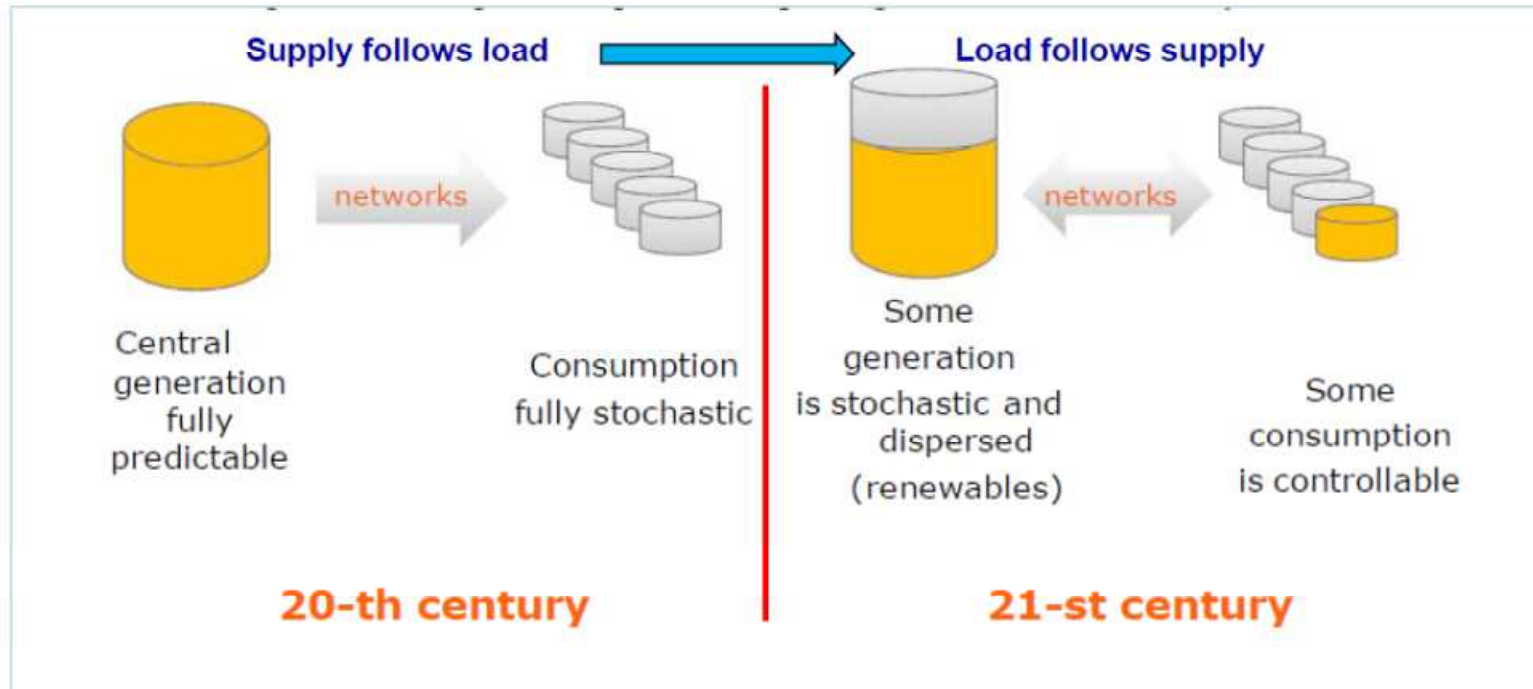 Supply follows load
Load follows supply
networks
networks
Central
generation
fully
predictable
Consumption
fully stochastic
Some
generation
is stochastic and
dispersed
(renewables)
Some
consumption
is controllable
20-th century
21-st century